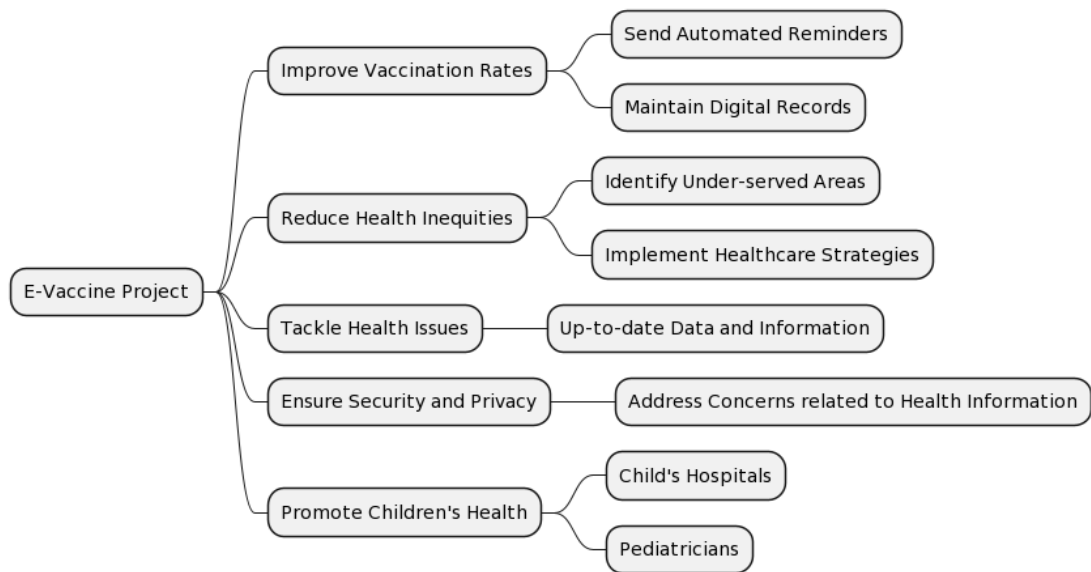 E-Vaccine Project
Improve Vaccination Rates
Send Automated Reminders
Maintain Digital Records
Reduce Health Inequities
Identify Under-served Areas
Implement Healthcare Strategies
Tackle Health Issues
Up-to-date Data and Information
Ensure Security and Privacy
Address Concerns related to Health Information
Promote Children's Health
Child's Hospitals
Pediatricians